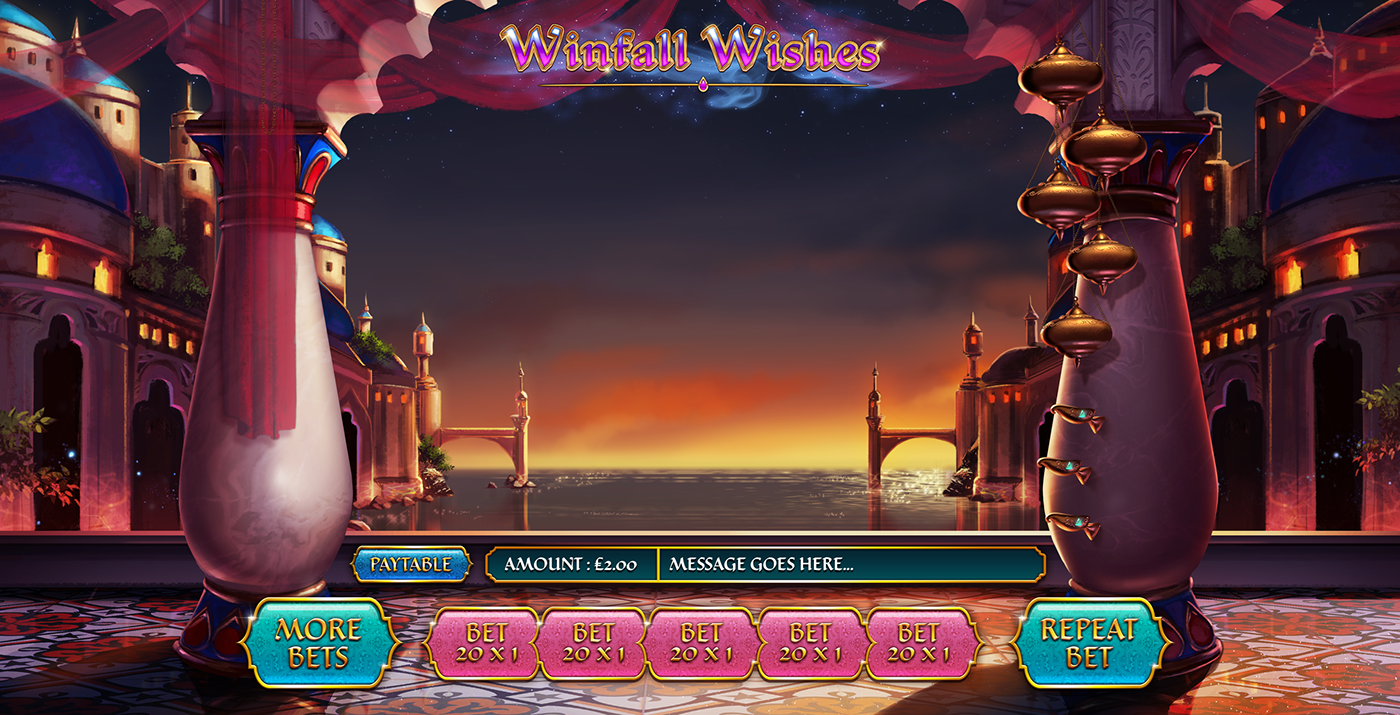 Winfall Wishes
PAYTABLE
AMOUNT : £2.00
MESSAGE GOES HERE...
MORE
BETS
BET
20 X 1
BET
20 X 1
BET
20 X 1
BET
20 X 1
BET
20 X 1
REPEAT
BET